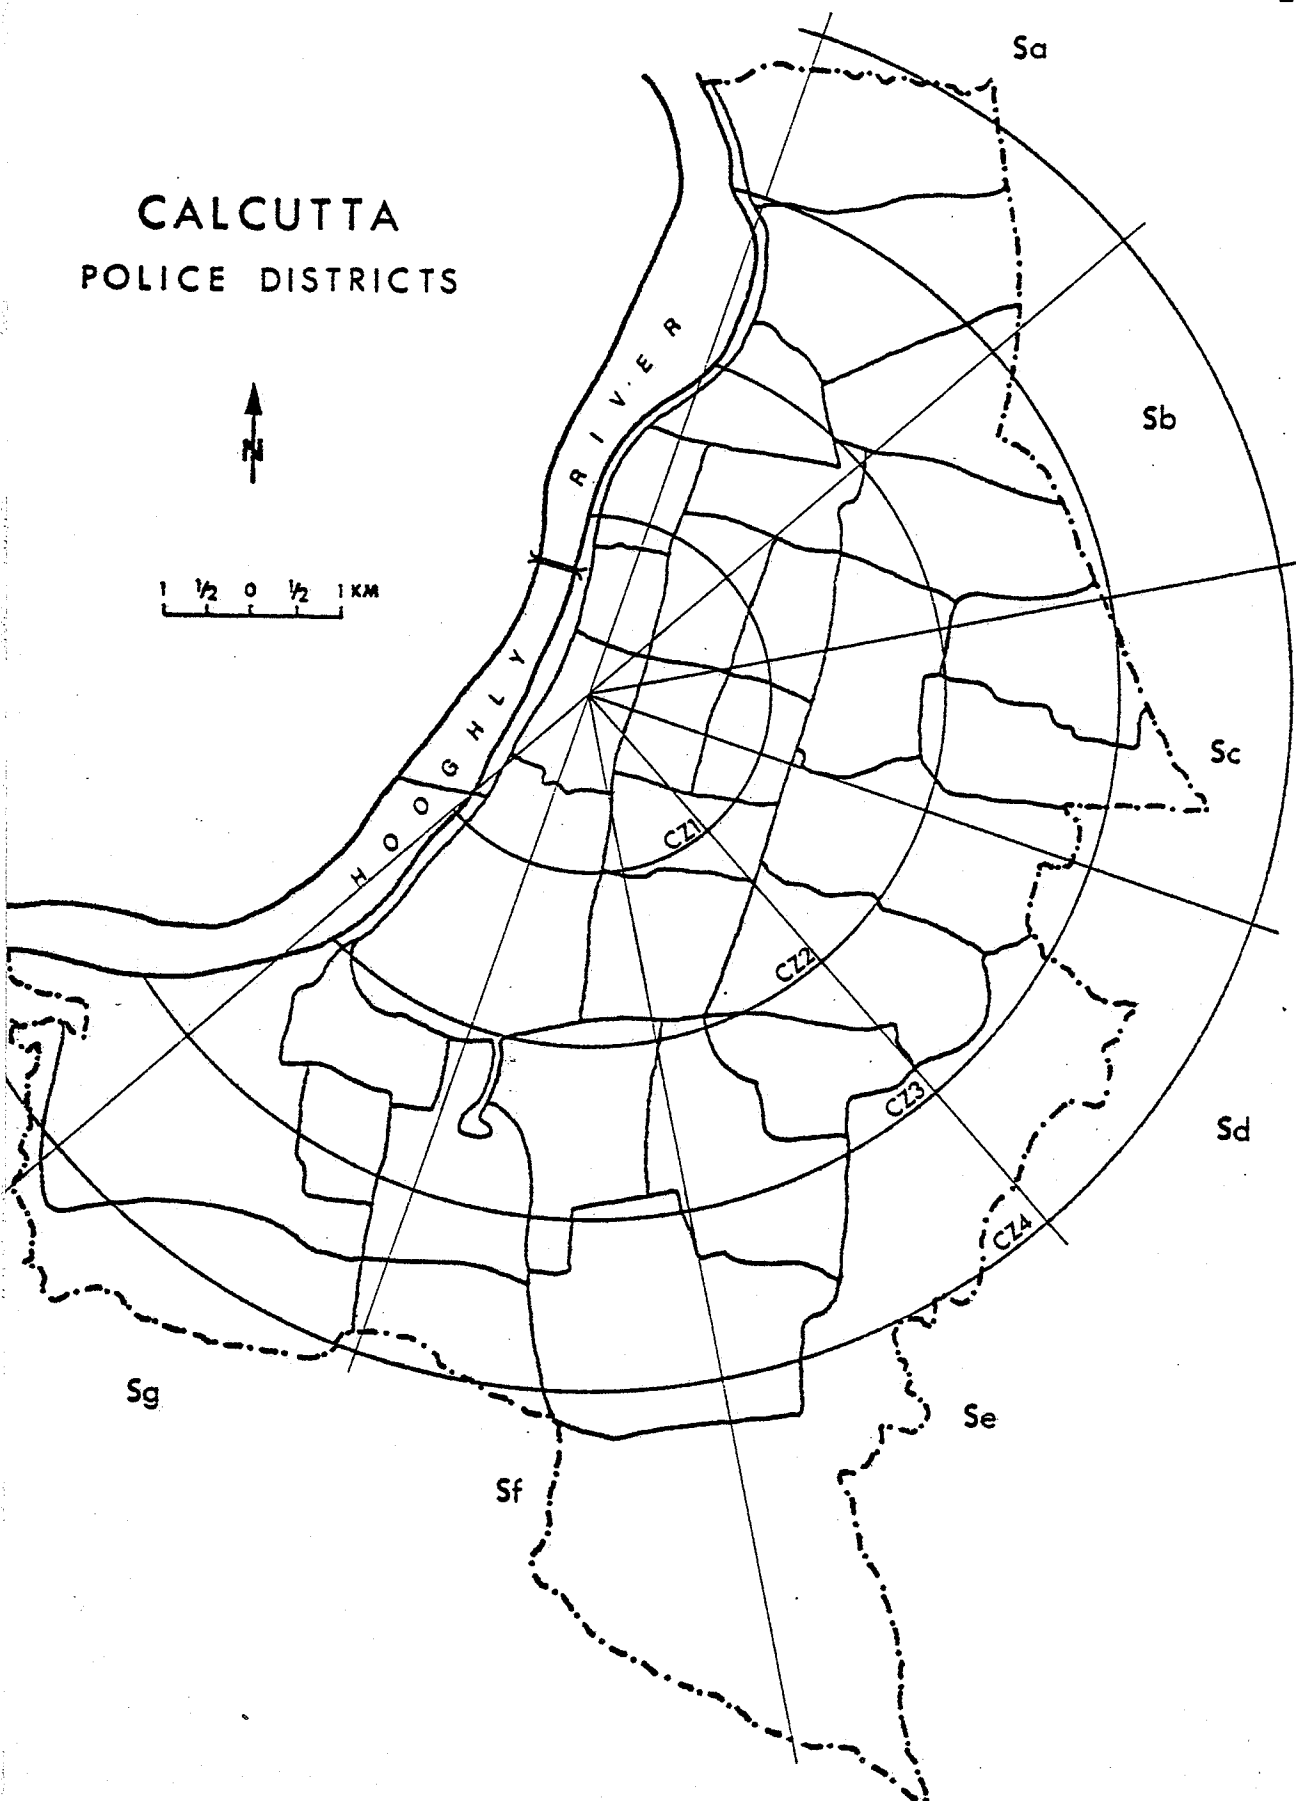 Sa
CALCUTTA
POLICE DISTRICTS
RIVER
N
Sb
1 1/2 0 1/2 1 KM
HOOGHLY
Sc
CZ1
CZ2
CZ3
Sd
CZ4
Sg
Se
Sf